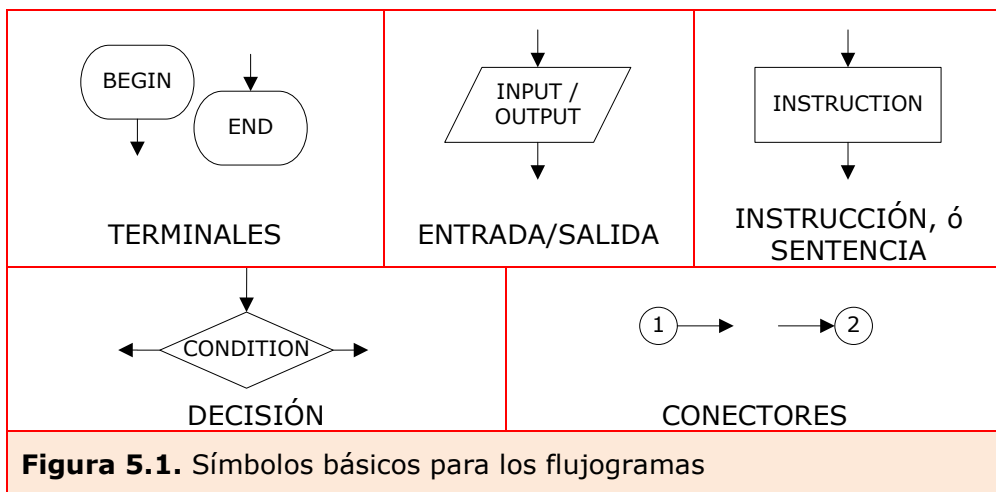 BEGIN
END
TERMINALES
INPUT /
OUTPUT
ENTRADA/SALIDA
INSTRUCTION
INSTRUCCIÓN, ó
SENTENCIA
CONDITION
DECISIÓN
1
2
CONECTORES
Figura 5.1. Símbolos básicos para los flujogramas